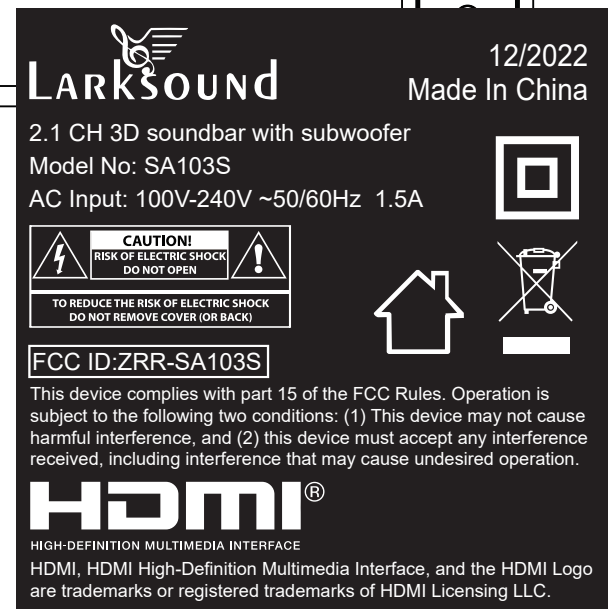 LARKSOUND
12/2022
Made In China
2.1 CH 3D soundbar with subwoofer
Model No: SA103S
AC Input: 100V-240V ~50/60Hz 1.5A
CAUTION!
RISK OF ELECTRIC SHOCK
DO NOT OPEN
TO REDUCE THE RISK OF ELECTRIC SHOCK
DO NOT REMOVE COVER (OR BACK)
FCC ID:ZRR-SA103S
This device complies with part 15 of the FCC Rules. Operation is
subject to the following two conditions: (1) This device may not cause
harmful interference, and (2) this device must accept any interference
received, including interference that may cause undesired operation.
HDMI®
HIGH-DEFINITION MULTIMEDIA INTERFACE
HDMI, HDMI High-Definition Multimedia Interface, and the HDMI Logo
are trademarks or registered trademarks of HDMI Licensing LLC.